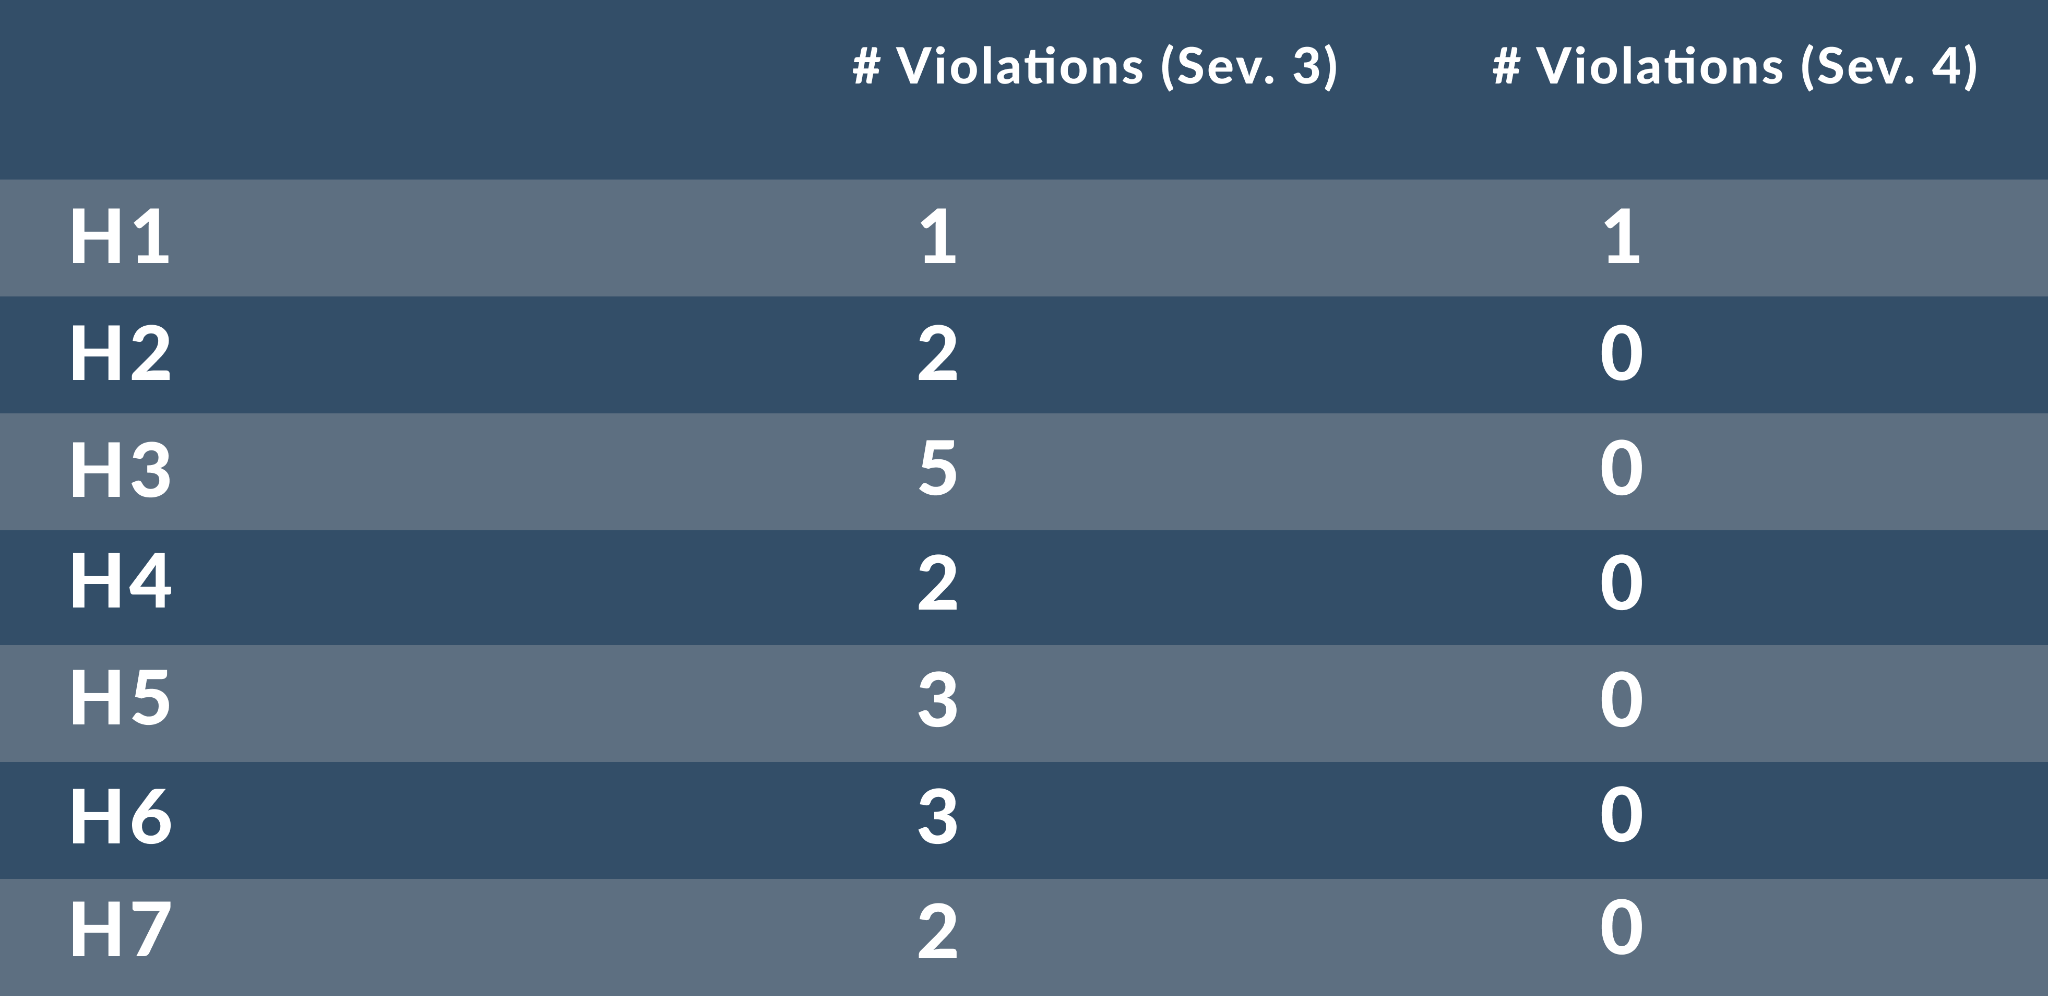 # Violations (Sev. 3) # Violations (Sev. 4)
H1 1 1
H2 2 0
H3 5 0
H4 2 0
H5 3 0
H6 3 0
H7 2 0